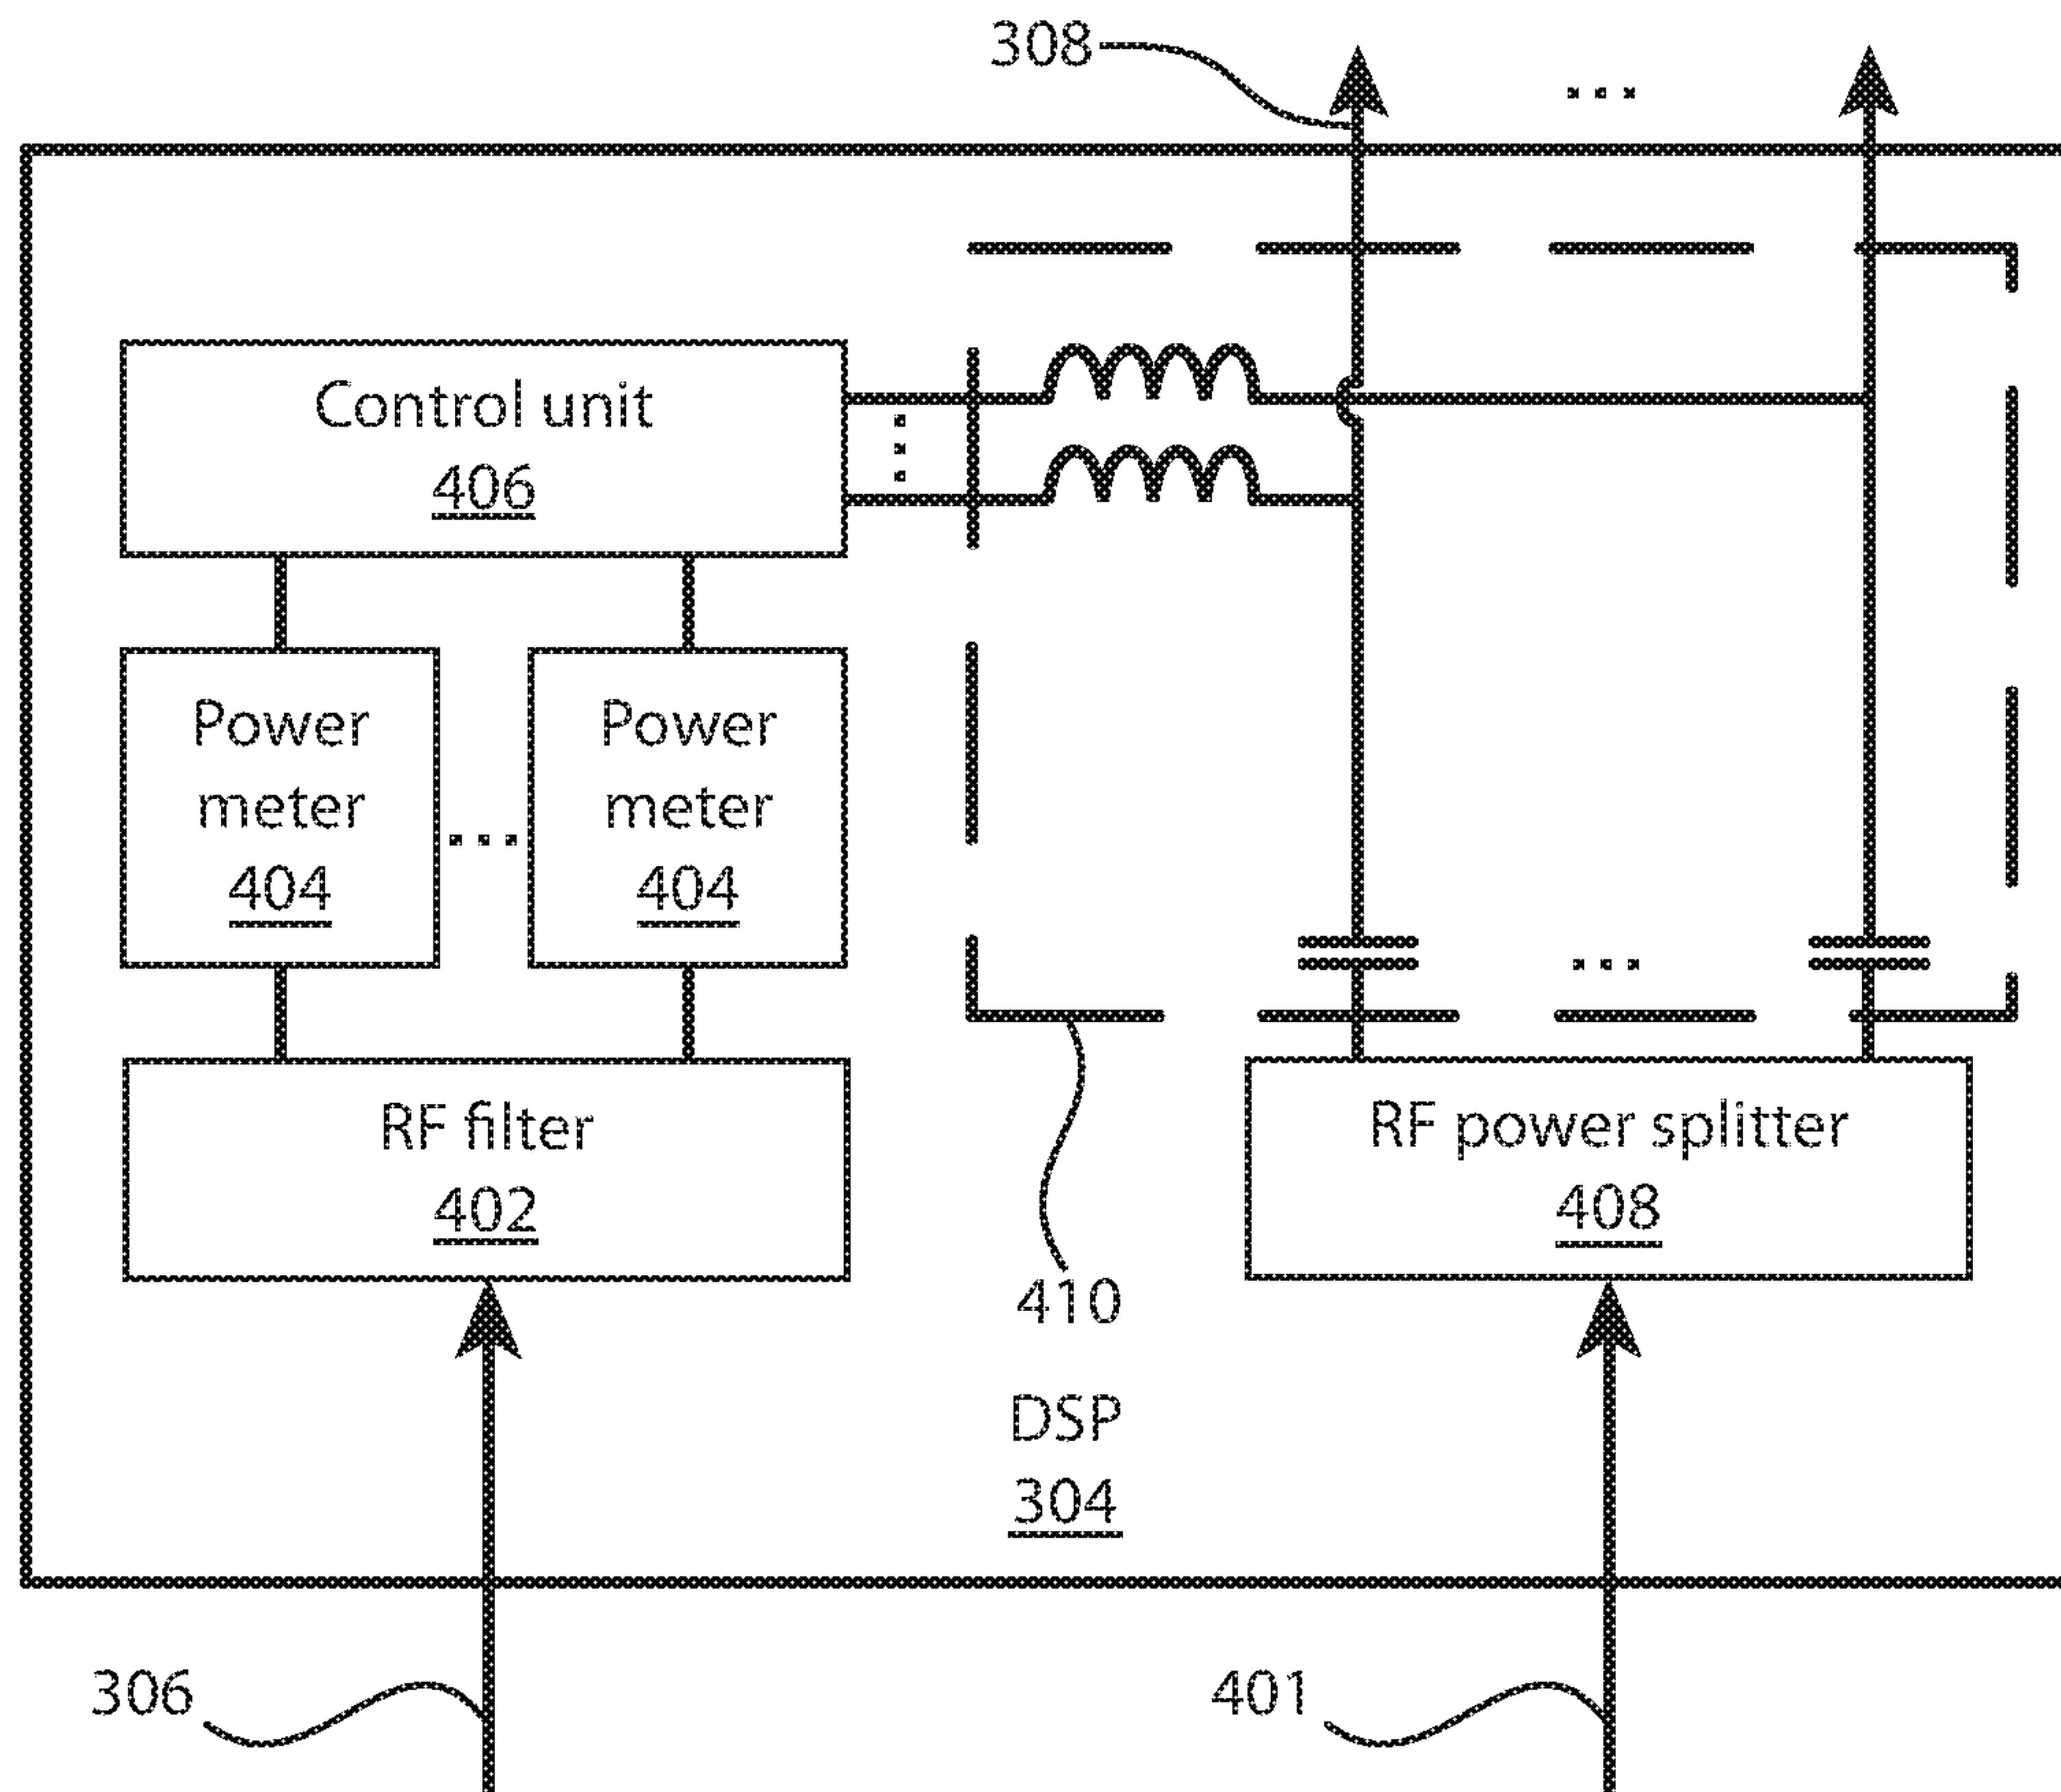 308
Control unit
406
Power
meter
404
Power
meter
404
RF filter
402
RF power splitter
408
410
DSP
304
306
401